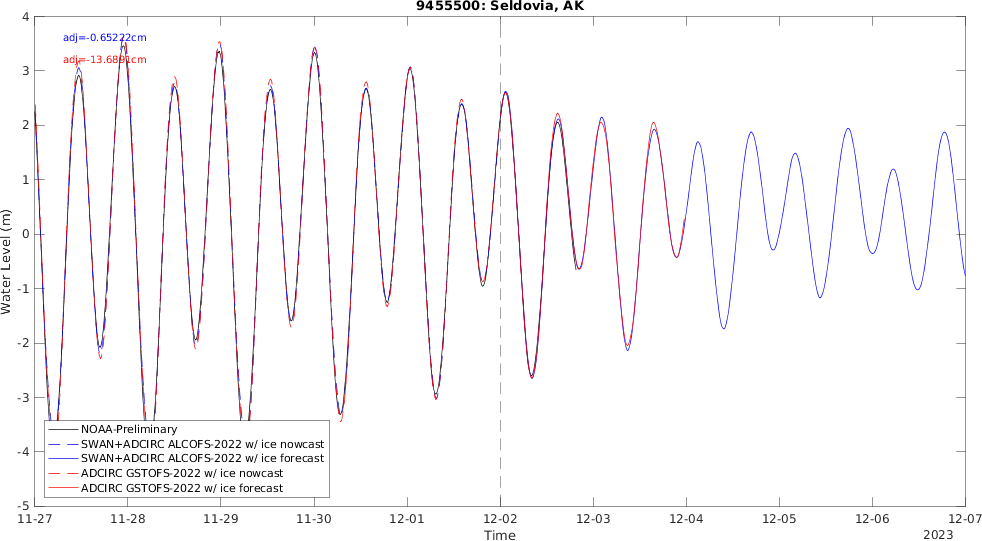 9455500: Seldovia, AK
adj=-0.65222cm
adj=-13.6891cm
Water Level (m)
4
3
2
1
0
-1
-2
-3
-4
-5
NOAA-Preliminary
SWAN+ADCIRC ALCOFS-2022 w/ ice nowcast
SWAN+ADCIRC ALCOFS-2022 w/ ice forecast
ADCIRC GSTOFS-2022 w/ ice nowcast
ADCIRC GSTOFS-2022 w/ ice forecast
11-27 11-28 11-29 11-30 12-01 12-02 12-03 12-04 12-05 12-06 12-07
Time
2023